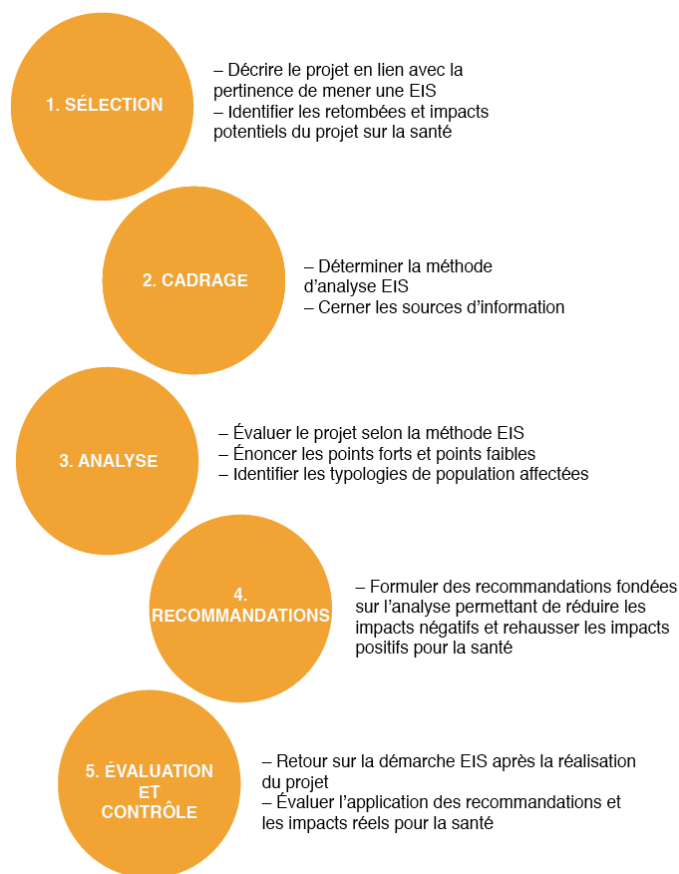 1. SÉLECTION
– Décrire le projet en lien avec la
pertinence de mener une EIS
– Identifier les retombées et impacts
potentiels du projet sur la santé
2. CADRAGE
– Déterminer la méthode
d’analyse EIS
– Cerner les sources d’information
3. ANALYSE
– Évaluer le projet selon la méthode EIS
– Énoncer les points forts et points faibles
– Identifier les typologies de population affectées
4.
RECOMMANDATIONS
– Formuler des recommandations fondées
sur l’analyse permettant de réduire les
impacts négatifs et rehausser les impacts
positifs pour la santé
5. ÉVALUATION
ET
CONTRÔLE
– Retour sur la démarche EIS après la réalisation
du projet
– Évaluer l’application des recommandations et
les impacts réels pour la santé